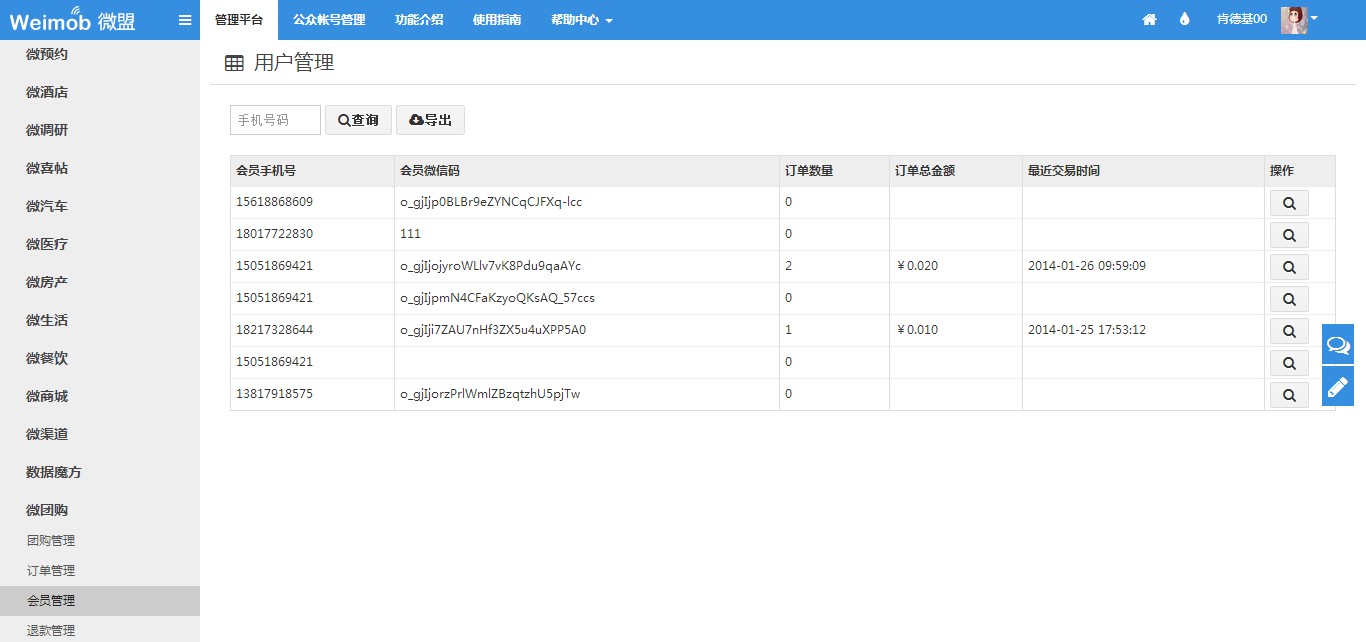 Weimob 微盟
管理平台 公众帐号管理 功能介绍 使用指南 帮助中心 肯德基00
微预约
微酒店
微调研
微喜帖
微汽车
微医疗
微房产
微生活
微餐饮
微商城
微渠道
数据魔方
微团购
团购管理
订单管理
会员管理
退款管理
用户管理
手机号码 查询 导出
会员手机号 会员微信码 订单数量 订单总金额 最近交易时间 操作
15618868609 o_gjIjp0BLBr9eZYNCqCJFXq-lcc 0
18017722830 111 0
15051869421 o_gjIjojyroWLlv7vK8Pdu9qaAYc 2 ￥0.020 2014-01-26 09:59:09
15051869421 o_gjIjpmN4CFaKzyoQKsAQ_57ccs 0
18217328644 o_gjIji7ZAU7nHf3ZX5u4uXPP5A0 1 ￥0.010 2014-01-25 17:53:12
15051869421 0
13817918575 o_gjIjorzPrlWmlZBzqtzhU5pjTw 0